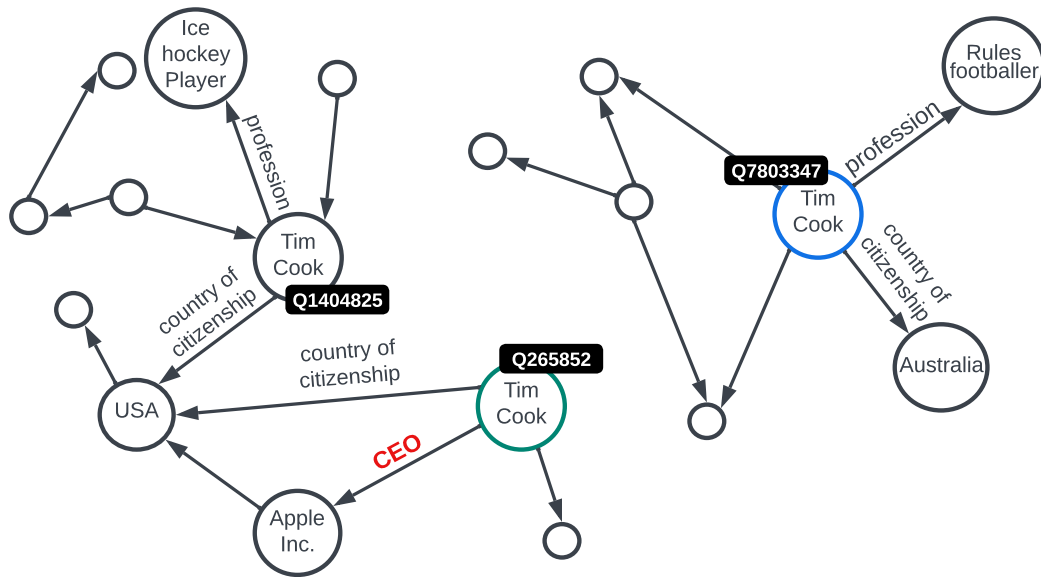 Ice
hockey
Player
profession
Tim
Cook
Q1404825
country of
citizenship
USA
country of
citizenship
Q265852
Tim
Cook
CEO
Apple
Inc.
Rules
footballer
profession
Q7803347
Tim
Cook
country of
citizenship
Australia